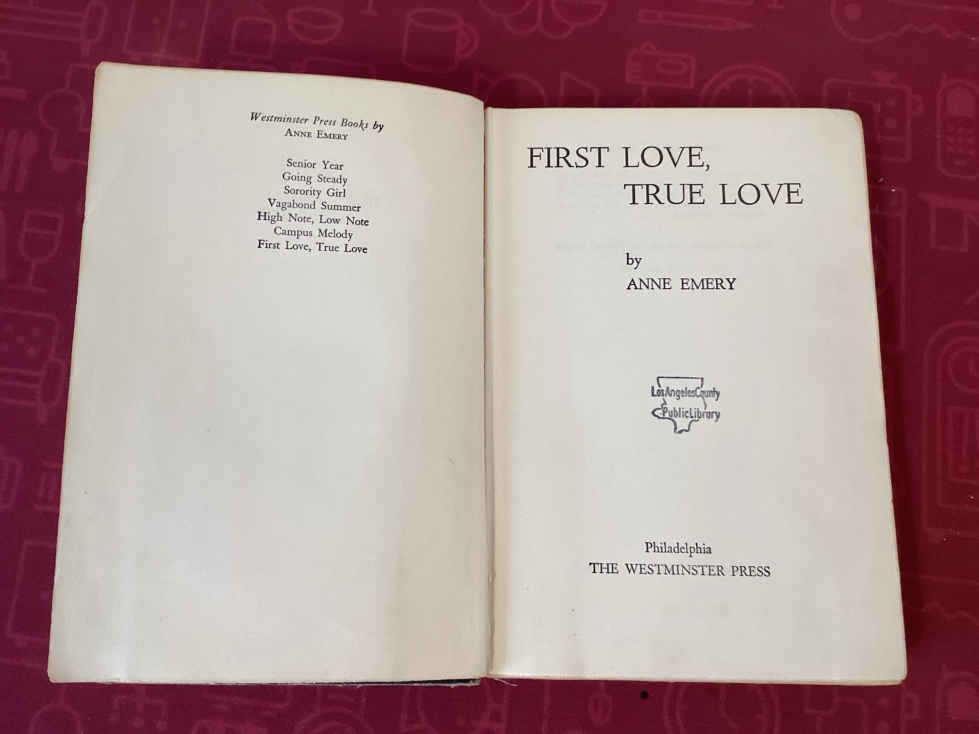 Westminster Press Books by
ANNE EMERY
Senior Year
Going Steady
Sorority Girl
Vagabond Summer
High Note, Low Note
Campus Melody
First Love, True Love
FIRST LOVE,
TRUE LOVE
by
ANNE EMERY
Los Angeles County
Public Library
Philadelphia
THE WESTMINSTER PRESS